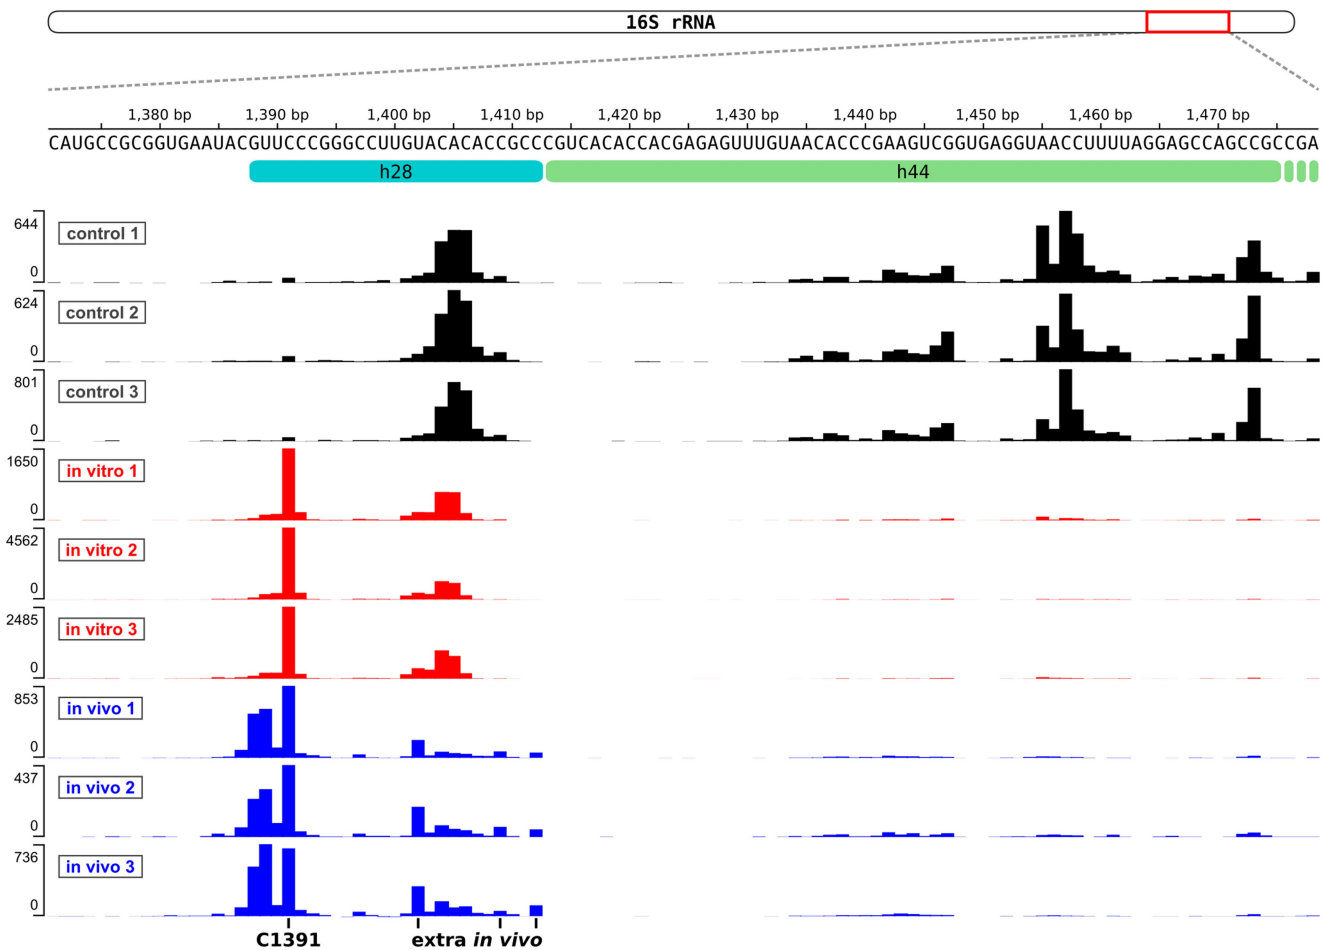 16S rRNA
1,380 bp 1,390 bp 1,400 bp 1,410 bp 1,420 bp 1,430 bp 1,440 bp 1,450 bp 1,460 bp 1,470 bp
CAUGCCGCGGUGAAUACGUUCCCGGGCCUUGUACACACCGCCCGUCACACCACGAGAGUUUGUAACACCCGAAGUCGGUGAGGUAACCUUUUAGGAGCCAGCCGCCGA
h28 h44
644
control 1
0
624
control 2
0
801
control 3
0
1650
in vitro 1
0
4562
in vitro 2
0
2485
in vitro 3
0
853
in vivo 1
0
437
in vivo 2
0
736
in vivo 3
0
C1391 extra in vivo